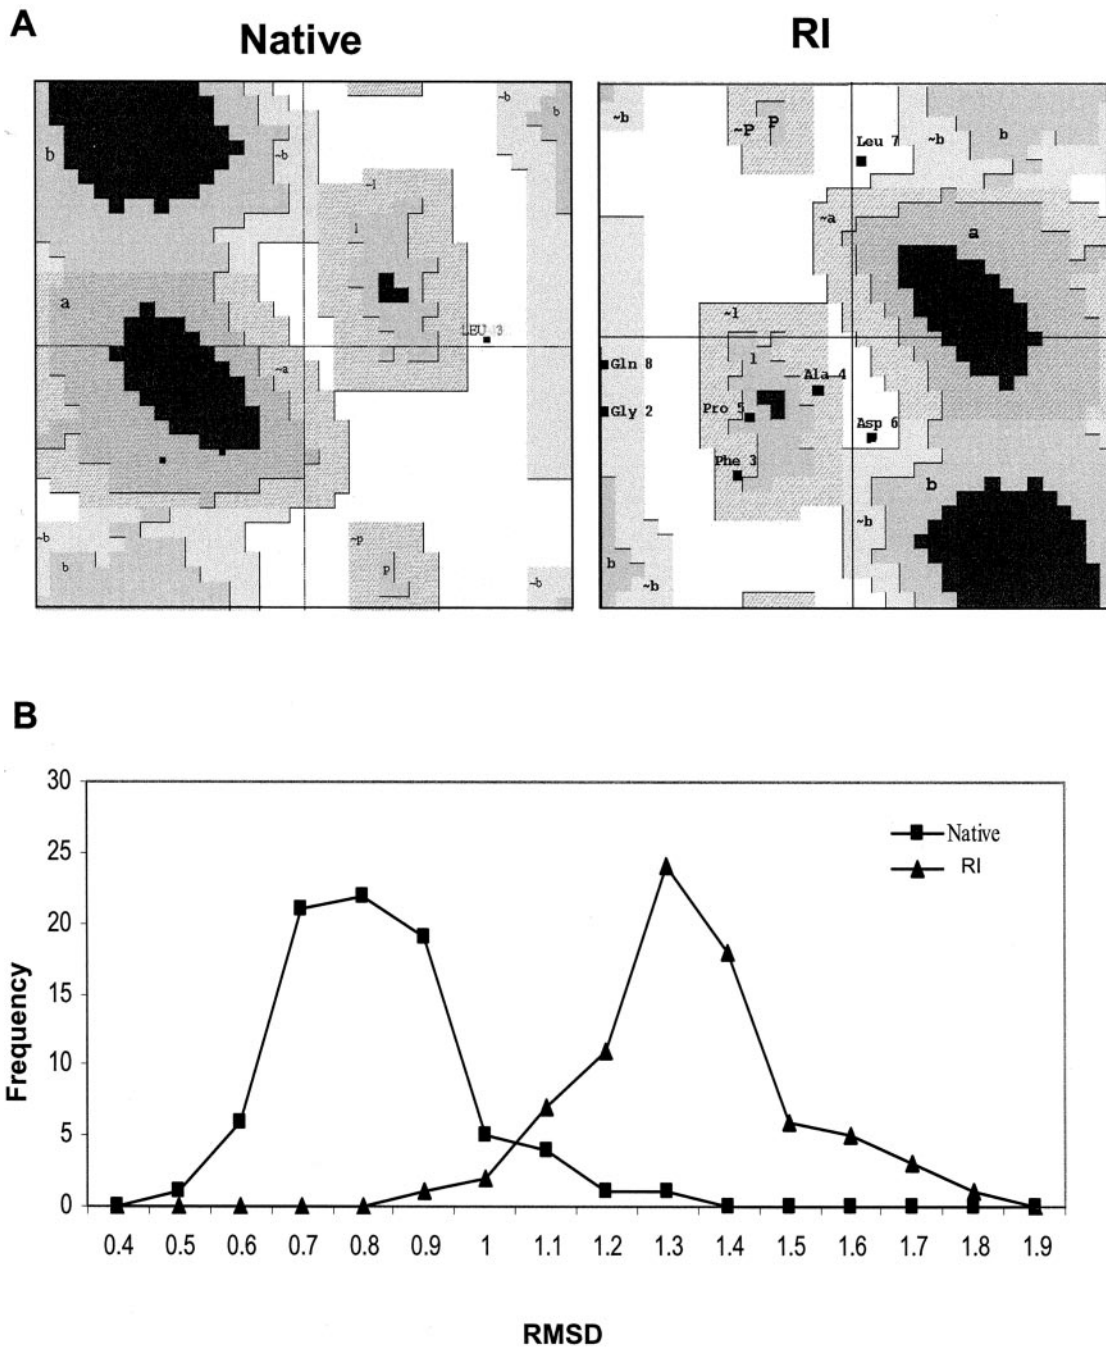 A
Native
RI
b
~b
~b
b
~l
l
a
LEU 3
~a
~b
b
~p
p
~b
~b
~P P
Leu 7
~b
b
~a
a
~l
l
Gln 8
Ala 4
Gly 2
Pro 5
Asp 6
Phe 3
b
~b
b
~b
B
30
25
20
15
10
5
0
Frequency
Native
RI
0.4 0.5 0.6 0.7 0.8 0.9 1 1.1 1.2 1.3 1.4 1.5 1.6 1.7 1.8 1.9
RMSD